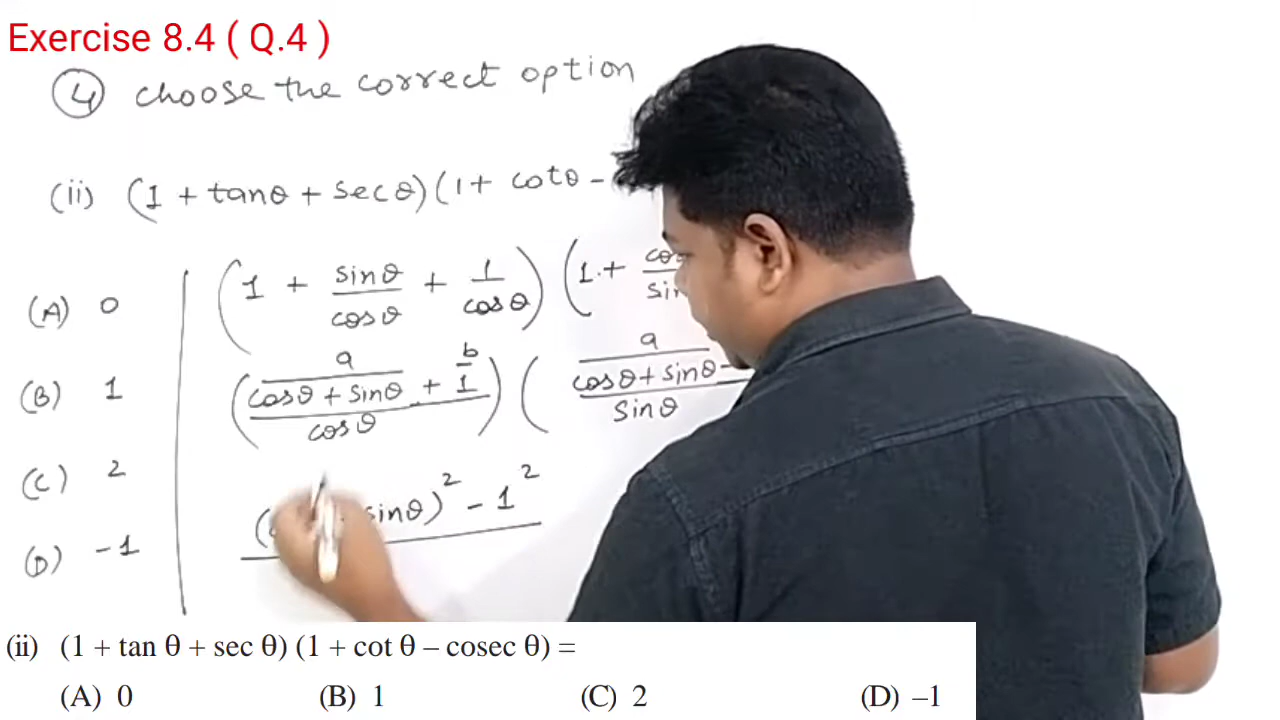 Exercise 8.4 ( Q.4 )
4 choose the correct option
(ii) (1 + tanθ + secθ)(1+ cotθ -
(1 + sinθ/cosθ + 1/cosθ) (1.+
(A) 0
a b a
(cosθ + sinθ + 1 / cosθ) ( cosθ + sinθ - / sinθ
(B) 1
sinθ)² - 1²
(C) 2
(D) -1
(ii) (1 + tan θ + sec θ) (1 + cot θ – cosec θ) =
(A) 0 (B) 1 (C) 2 (D) –1